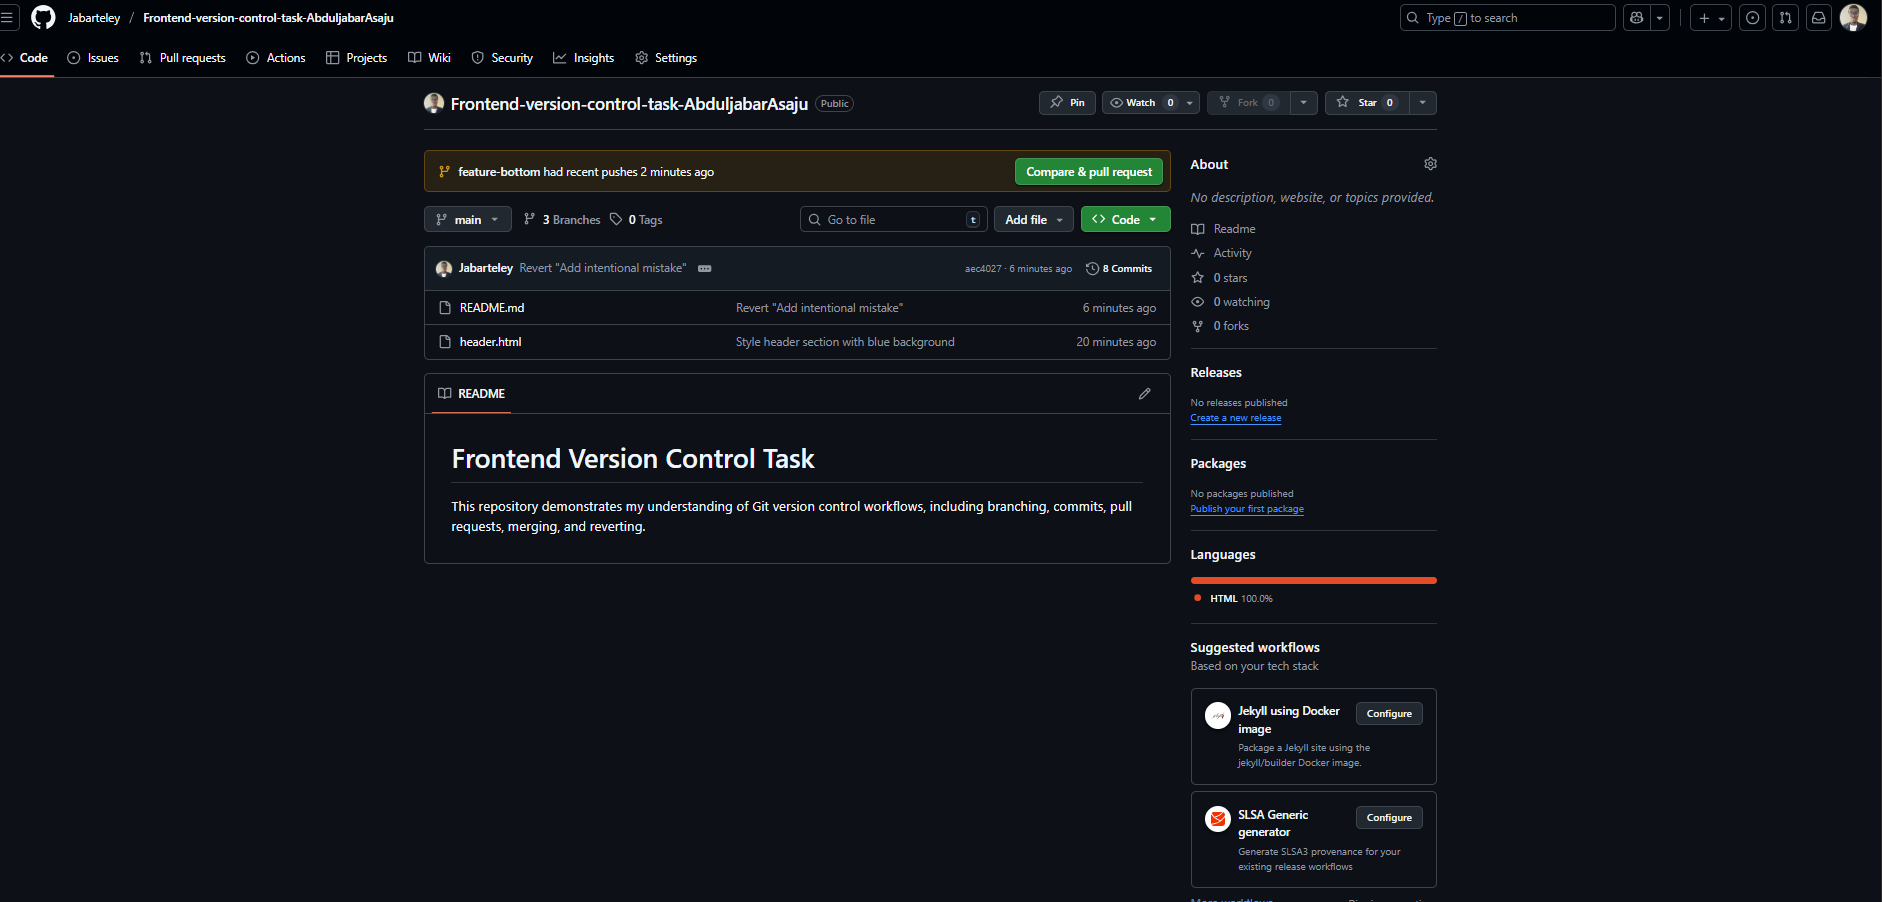 Jabarteley / Frontend-version-control-task-AbduljabarAsaju
Type / to search
Code Issues Pull requests Actions Projects Wiki Security Insights Settings
Frontend-version-control-task-AbduljabarAsaju Public
Pin Watch 0 Fork 0 Star 0
feature-bottom had recent pushes 2 minutes ago
Compare & pull request
main 3 Branches 0 Tags
Go to file t Add file Code
Jabarteley Revert "Add intentional mistake" aec4027 · 6 minutes ago 8 Commits
README.md Revert "Add intentional mistake" 6 minutes ago
header.html Style header section with blue background 20 minutes ago
README
Frontend Version Control Task
This repository demonstrates my understanding of Git version control workflows, including branching, commits, pull
requests, merging, and reverting.
About
No description, website, or topics provided.
Readme
Activity
0 stars
0 watching
0 forks
Releases
No releases published
Create a new release
Packages
No packages published
Publish your first package
Languages
HTML 100.0%
Suggested workflows
Based on your tech stack
Jekyll using Docker
image
Configure
Package a Jekyll site using the
jekyll/builder Docker image.
SLSA Generic
generator
Configure
Generate SLSA3 provenance for your
existing release workflows